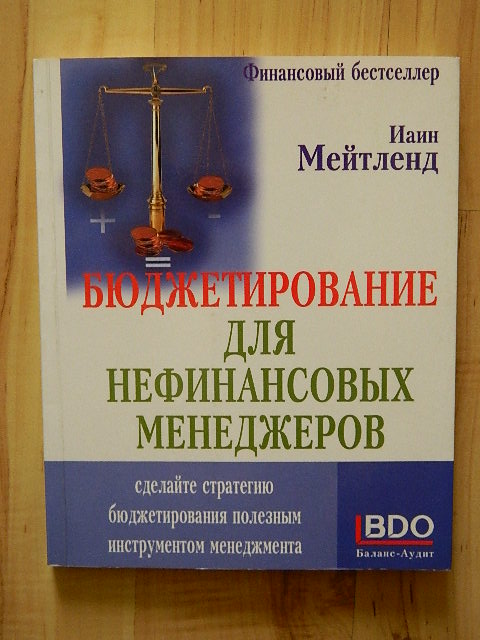 Финансовый бестселлер
Иаин
Мейтленд
+ -
=
БЮДЖЕТИРОВАНИЕ
ДЛЯ
НЕФИНАНСОВЫХ
МЕНЕДЖЕРОВ
сделайте стратегию
бюджетирования полезным
инструментом менеджмента
BDO
Баланс-Аудит